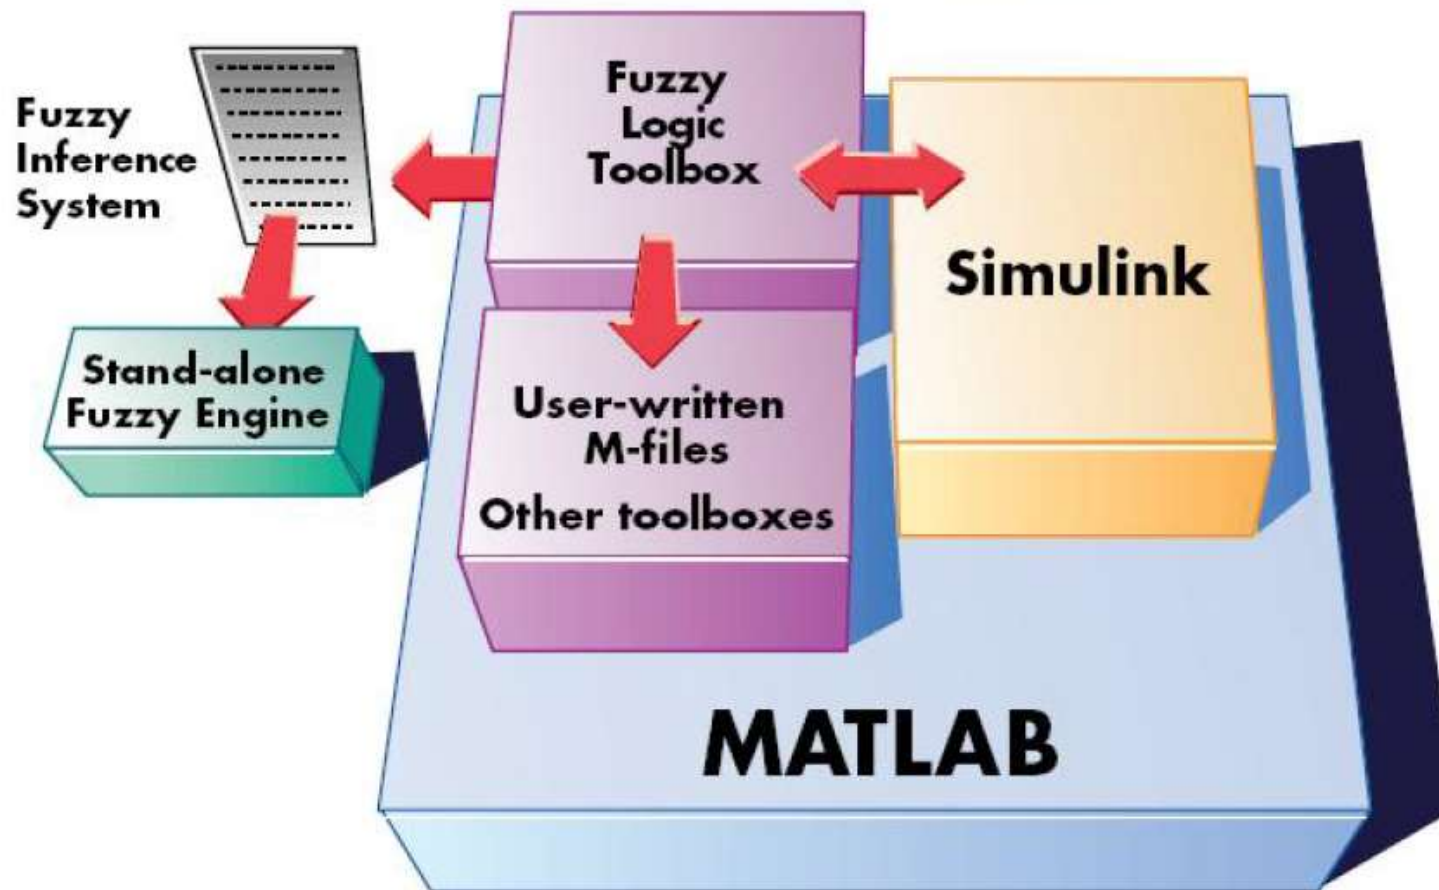 Fuzzy
Inference
System
Fuzzy
Logic
Toolbox
Simulink
Stand-alone
Fuzzy Engine
User-written
M-files
Other toolboxes
MATLAB